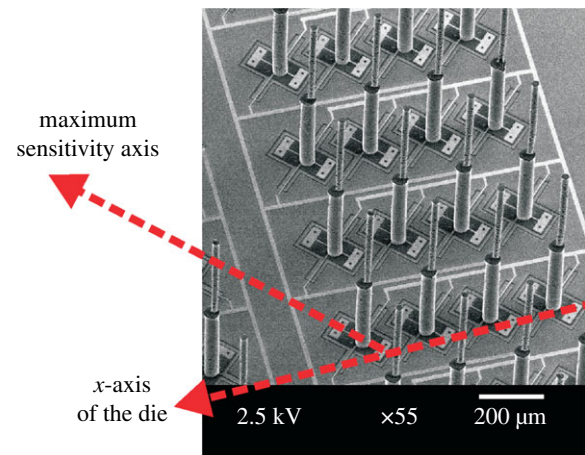 maximum
sensitivity axis
x-axis
of the die
2.5 kV ×55 200 µm